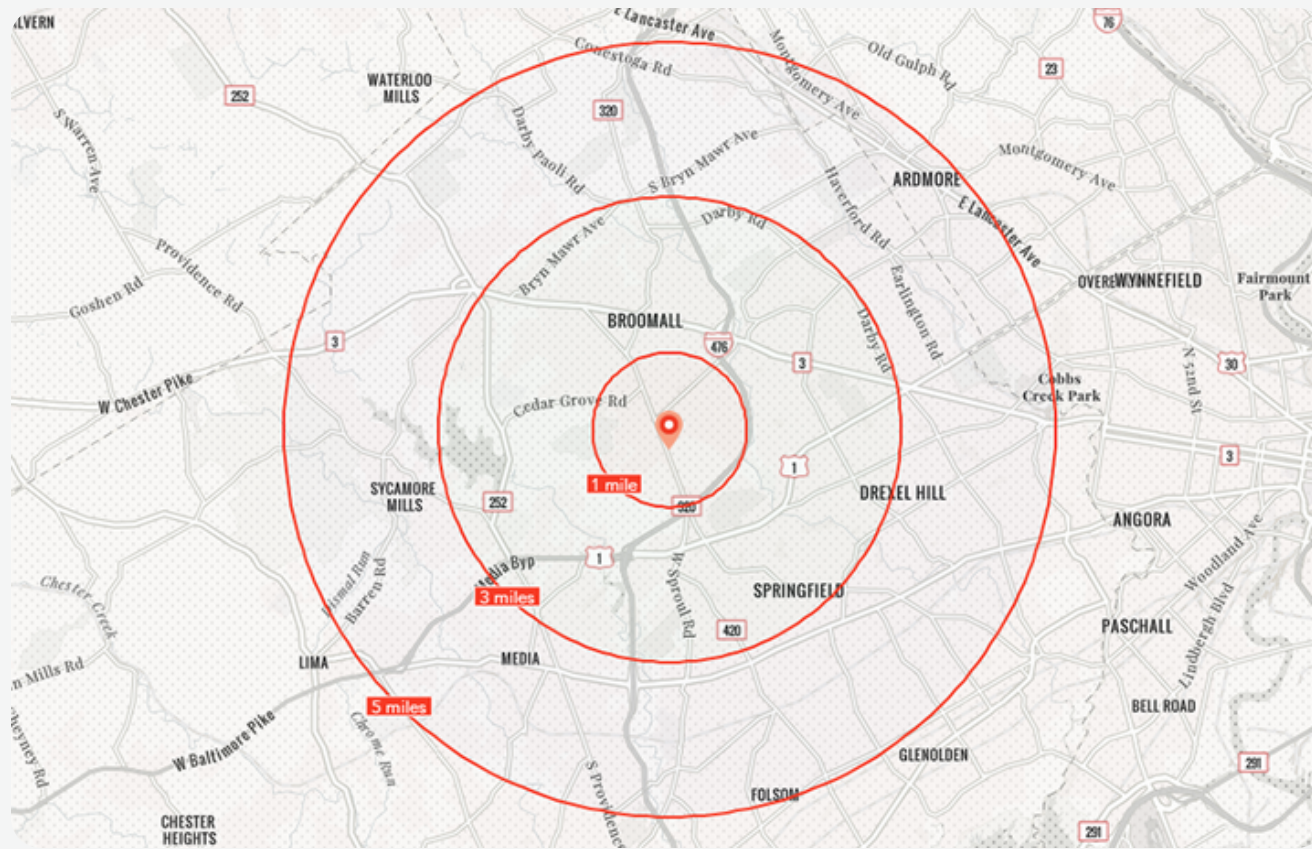 ALVERN
E Lancaster Ave
76
Conestoga Rd
Montgomery Ave
Old Gulph Rd
23
WATERLOO
MILLS
252
320
S Warren Ave
Darby Paoli Rd
S Bryn Mawr Ave
Montgomery Ave
ARDMORE
Haverford Rd
E Lancaster Ave
Darby Rd
Bryn Mawr Ave
Providence Rd
Goshen Rd
Earlington Rd
WYNNEFIELD
Fairmount
Park
BROOMALL
476
3
3
Darby Rd
N 52nd St
30
W Chester Pike
Cedar Grove Rd
Cobbs
Creek Park
3
1
1 mile
SYCAMORE
MILLS
252
320
DREXEL HILL
ANGORA
Media Byp
1
W Sproul Rd
SPRINGFIELD
3 miles
Dismal Run
Barren Rd
Chester Creek
Woodland Ave
Lindbergh Blvd
420
PASCHALL
LIMA
MEDIA
n Mills Rd
5 miles
BELL ROAD
Cheyney Rd
W Baltimore Pike
Chrome Run
GLENOLDEN
291
S Providence
FOLSOM
CHESTER
HEIGHTS
291